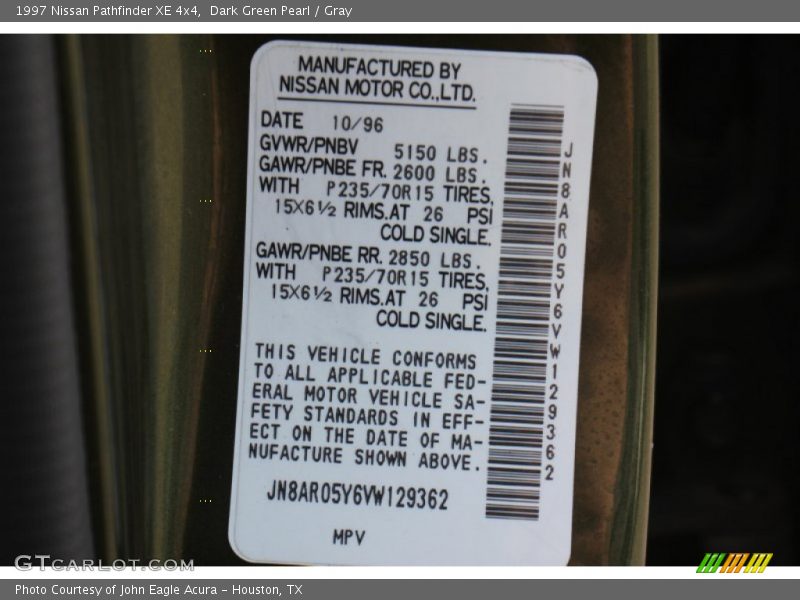 1997 Nissan Pathfinder XE 4x4, Dark Green Pearl / Gray
MANUFACTURED BY
NISSAN MOTOR CO.,LTD.
DATE 10/96
GVWR/PNBV 5150 LBS.
GAWR/PNBE FR. 2600 LBS.
WITH P235/70R15 TIRES,
15X6½ RIMS.AT 26 PSI
COLD SINGLE.
GAWR/PNBE RR. 2850 LBS.
WITH P235/70R15 TIRES,
15X6½ RIMS.AT 26 PSI
COLD SINGLE.
THIS VEHICLE CONFORMS
TO ALL APPLICABLE FED-
ERAL MOTOR VEHICLE SA-
FETY STANDARDS IN EFF-
ECT ON THE DATE OF MA-
NUFACTURE SHOWN ABOVE.
JN8AR05Y6VW129362
MPV
JN8AR05Y6VW129362
GTCARLOT.COM
Photo Courtesy of John Eagle Acura - Houston, TX